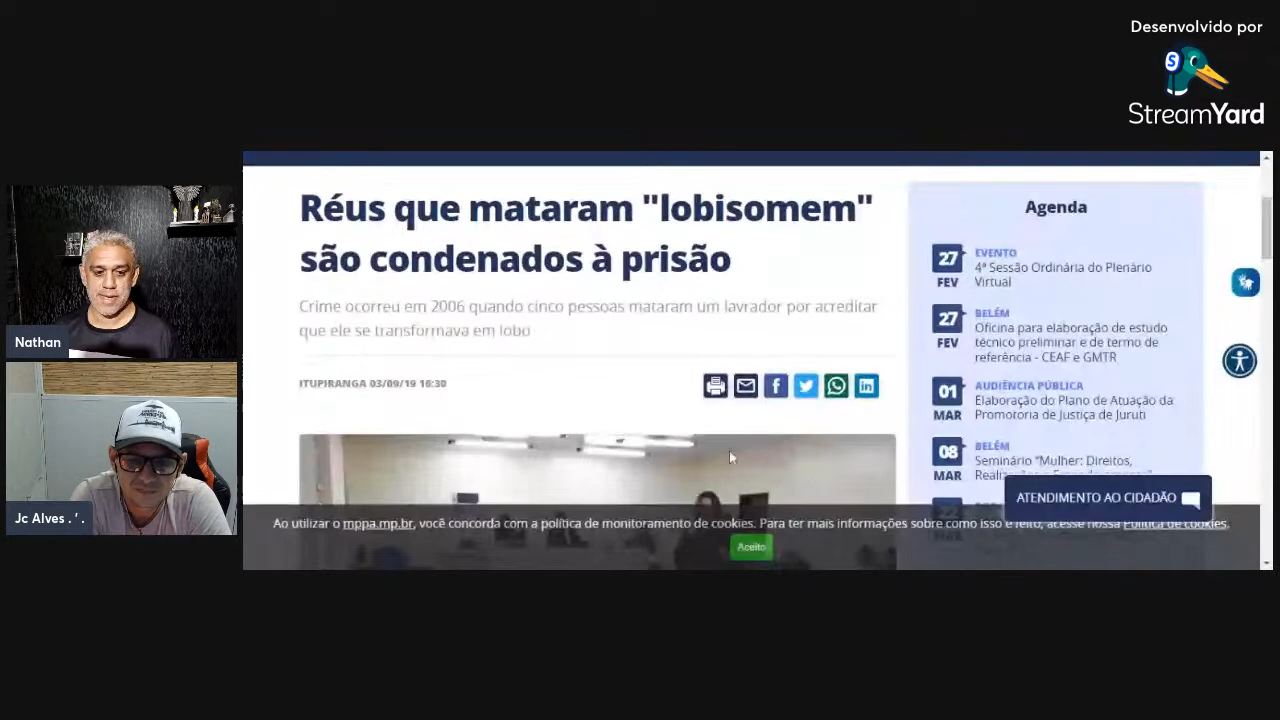 Desenvolvido por
StreamYard
Nathan
Jc Alves . ' .
Réus que mataram "lobisomem"
são condenados à prisão
Crime ocorreu em 2006 quando cinco pessoas mataram um lavrador por acreditar
que ele se transformava em lobo
ITUPIRANGA 03/09/19 16:30
Agenda
27
FEV
EVENTO
4ª Sessão Ordinária do Plenário
Virtual
27
FEV
BELÉM
Oficina para elaboração de estudo
técnico preliminar e de termo de
referência - CEAF e GMTR
01
MAR
AUDIÊNCIA PÚBLICA
Elaboração do Plano de Atuação da
Promotoria de Justiça de Juruti
08
MAR
BELÉM
Seminário "Mulher: Direitos,
22
MAR
ATENDIMENTO AO CIDADÃO
Ao utilizar o mppa.mp.br, você concorda com a política de monitoramento de cookies. Para ter mais informações sobre como isso é feito, acesse nossa Política de cookies.
Aceito